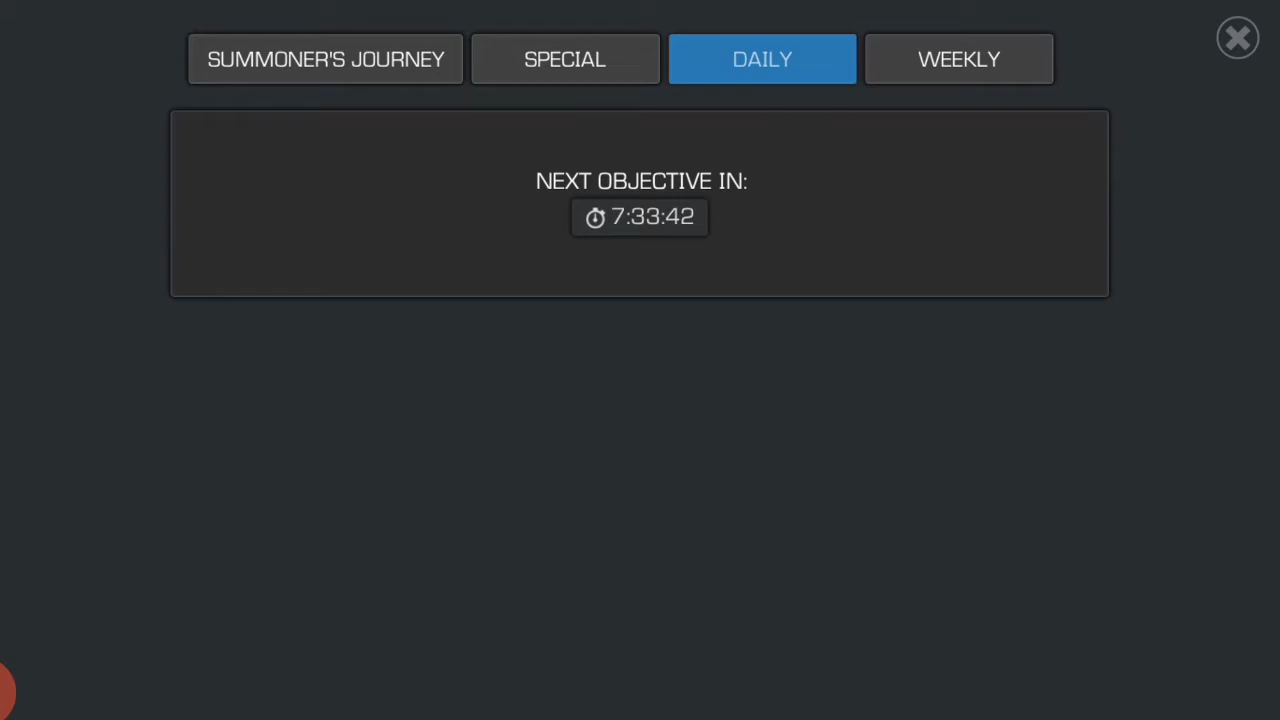 SUMMONER'S JOURNEY
SPECIAL
DAILY
WEEKLY
NEXT OBJECTIVE IN:
7:33:42